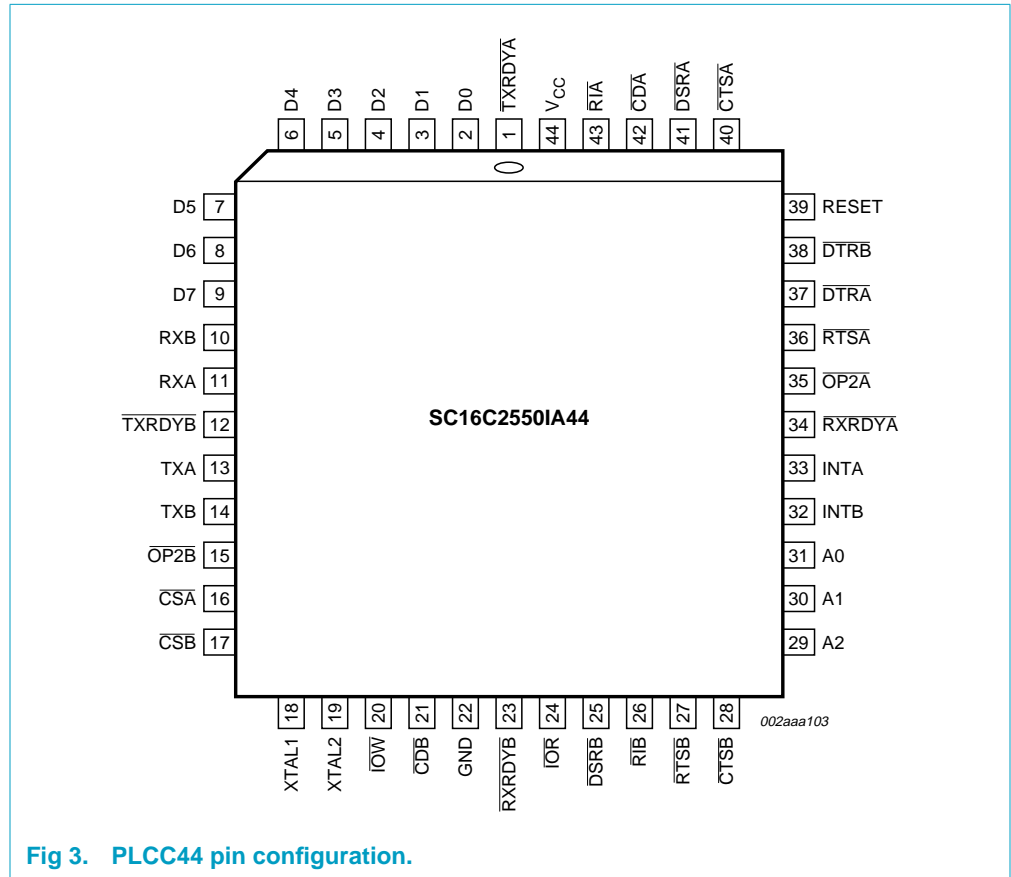 D4 D3 D2 D1 D0 TXRDYA VCC RIA CDA DSRA CTSA
6 5 4 3 2 1 44 43 42 41 40
D5 7
D6 8
D7 9
RXB 10
RXA 11
TXRDYB 12
TXA 13
TXB 14
OP2B 15
CSA 16
CSB 17
SC16C2550IA44
39 RESET
38 DTRB
37 DTRA
36 RTSA
35 OP2A
34 RXRDYA
33 INTA
32 INTB
31 A0
30 A1
29 A2
18 19 20 21 22 23 24 25 26 27 28
XTAL1 XTAL2 IOW CDB GND RXRDYB IOR DSRB RIB RTSB CTSB
002aaa103
Fig 3. PLCC44 pin configuration.